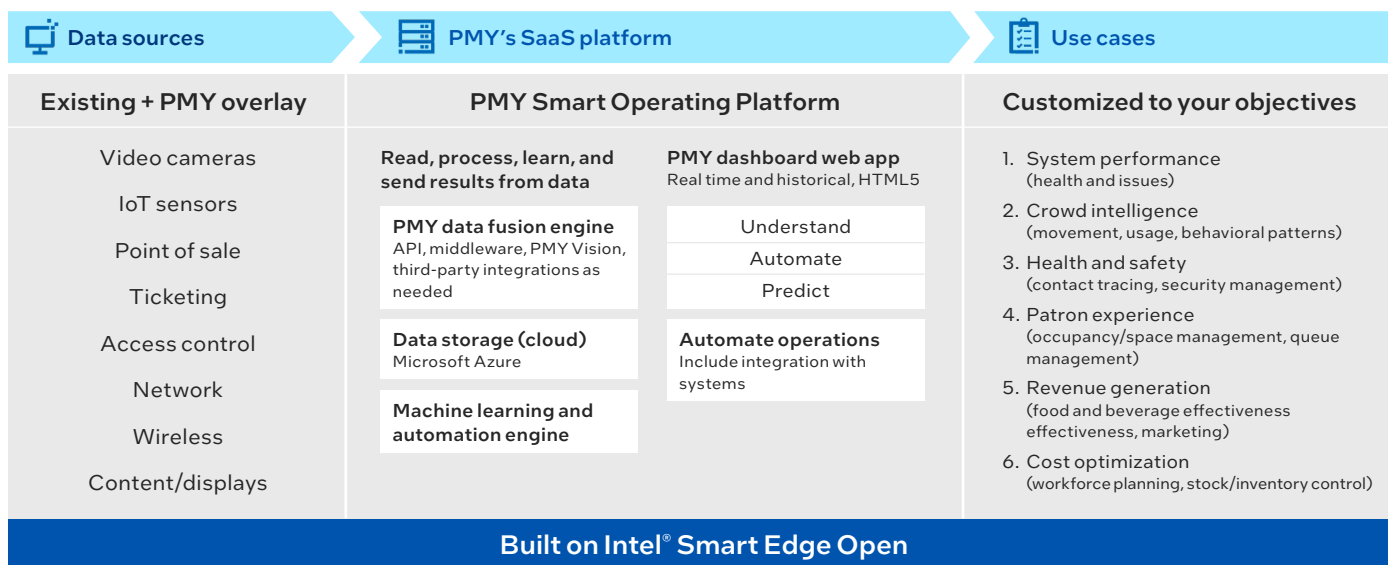 Data sources
PMY's SaaS platform
Use cases
Existing + PMY overlay
Video cameras
IoT sensors
Point of sale
Ticketing
Access control
Network
Wireless
Content/displays
PMY Smart Operating Platform
Read, process, learn, and
send results from data
PMY data fusion engine
API, middleware, PMY Vision,
third-party integrations as
needed
Data storage (cloud)
Microsoft Azure
Machine learning and
automation engine
PMY dashboard web app
Real time and historical, HTML5
Understand
Automate
Predict
Automate operations
Include integration with
systems
Customized to your objectives
1. System performance
(health and issues)
2. Crowd intelligence
(movement, usage, behavioral patterns)
3. Health and safety
(contact tracing, security management)
4. Patron experience
(occupancy/space management, queue
management)
5. Revenue generation
(food and beverage effectiveness
effectiveness, marketing)
6. Cost optimization
(workforce planning, stock/inventory control)
Built on Intel® Smart Edge Open